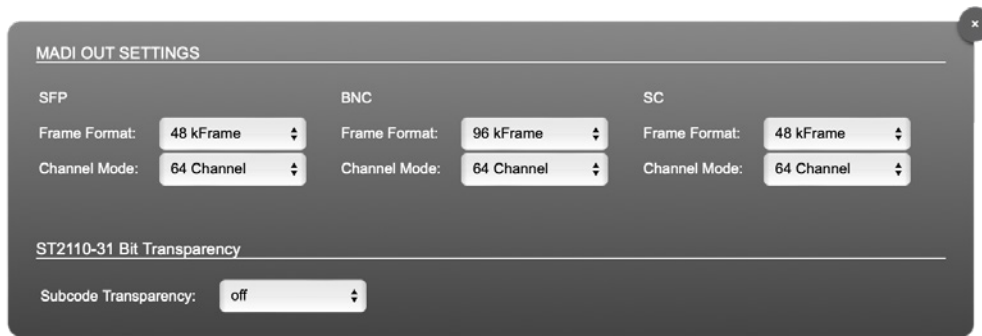 ×
MADI OUT SETTINGS
SFP BNC SC
Frame Format: 48 kFrame Frame Format: 96 kFrame Frame Format: 48 kFrame
Channel Mode: 64 Channel Channel Mode: 64 Channel Channel Mode: 64 Channel
ST2110-31 Bit Transparency
Subcode Transparency: off